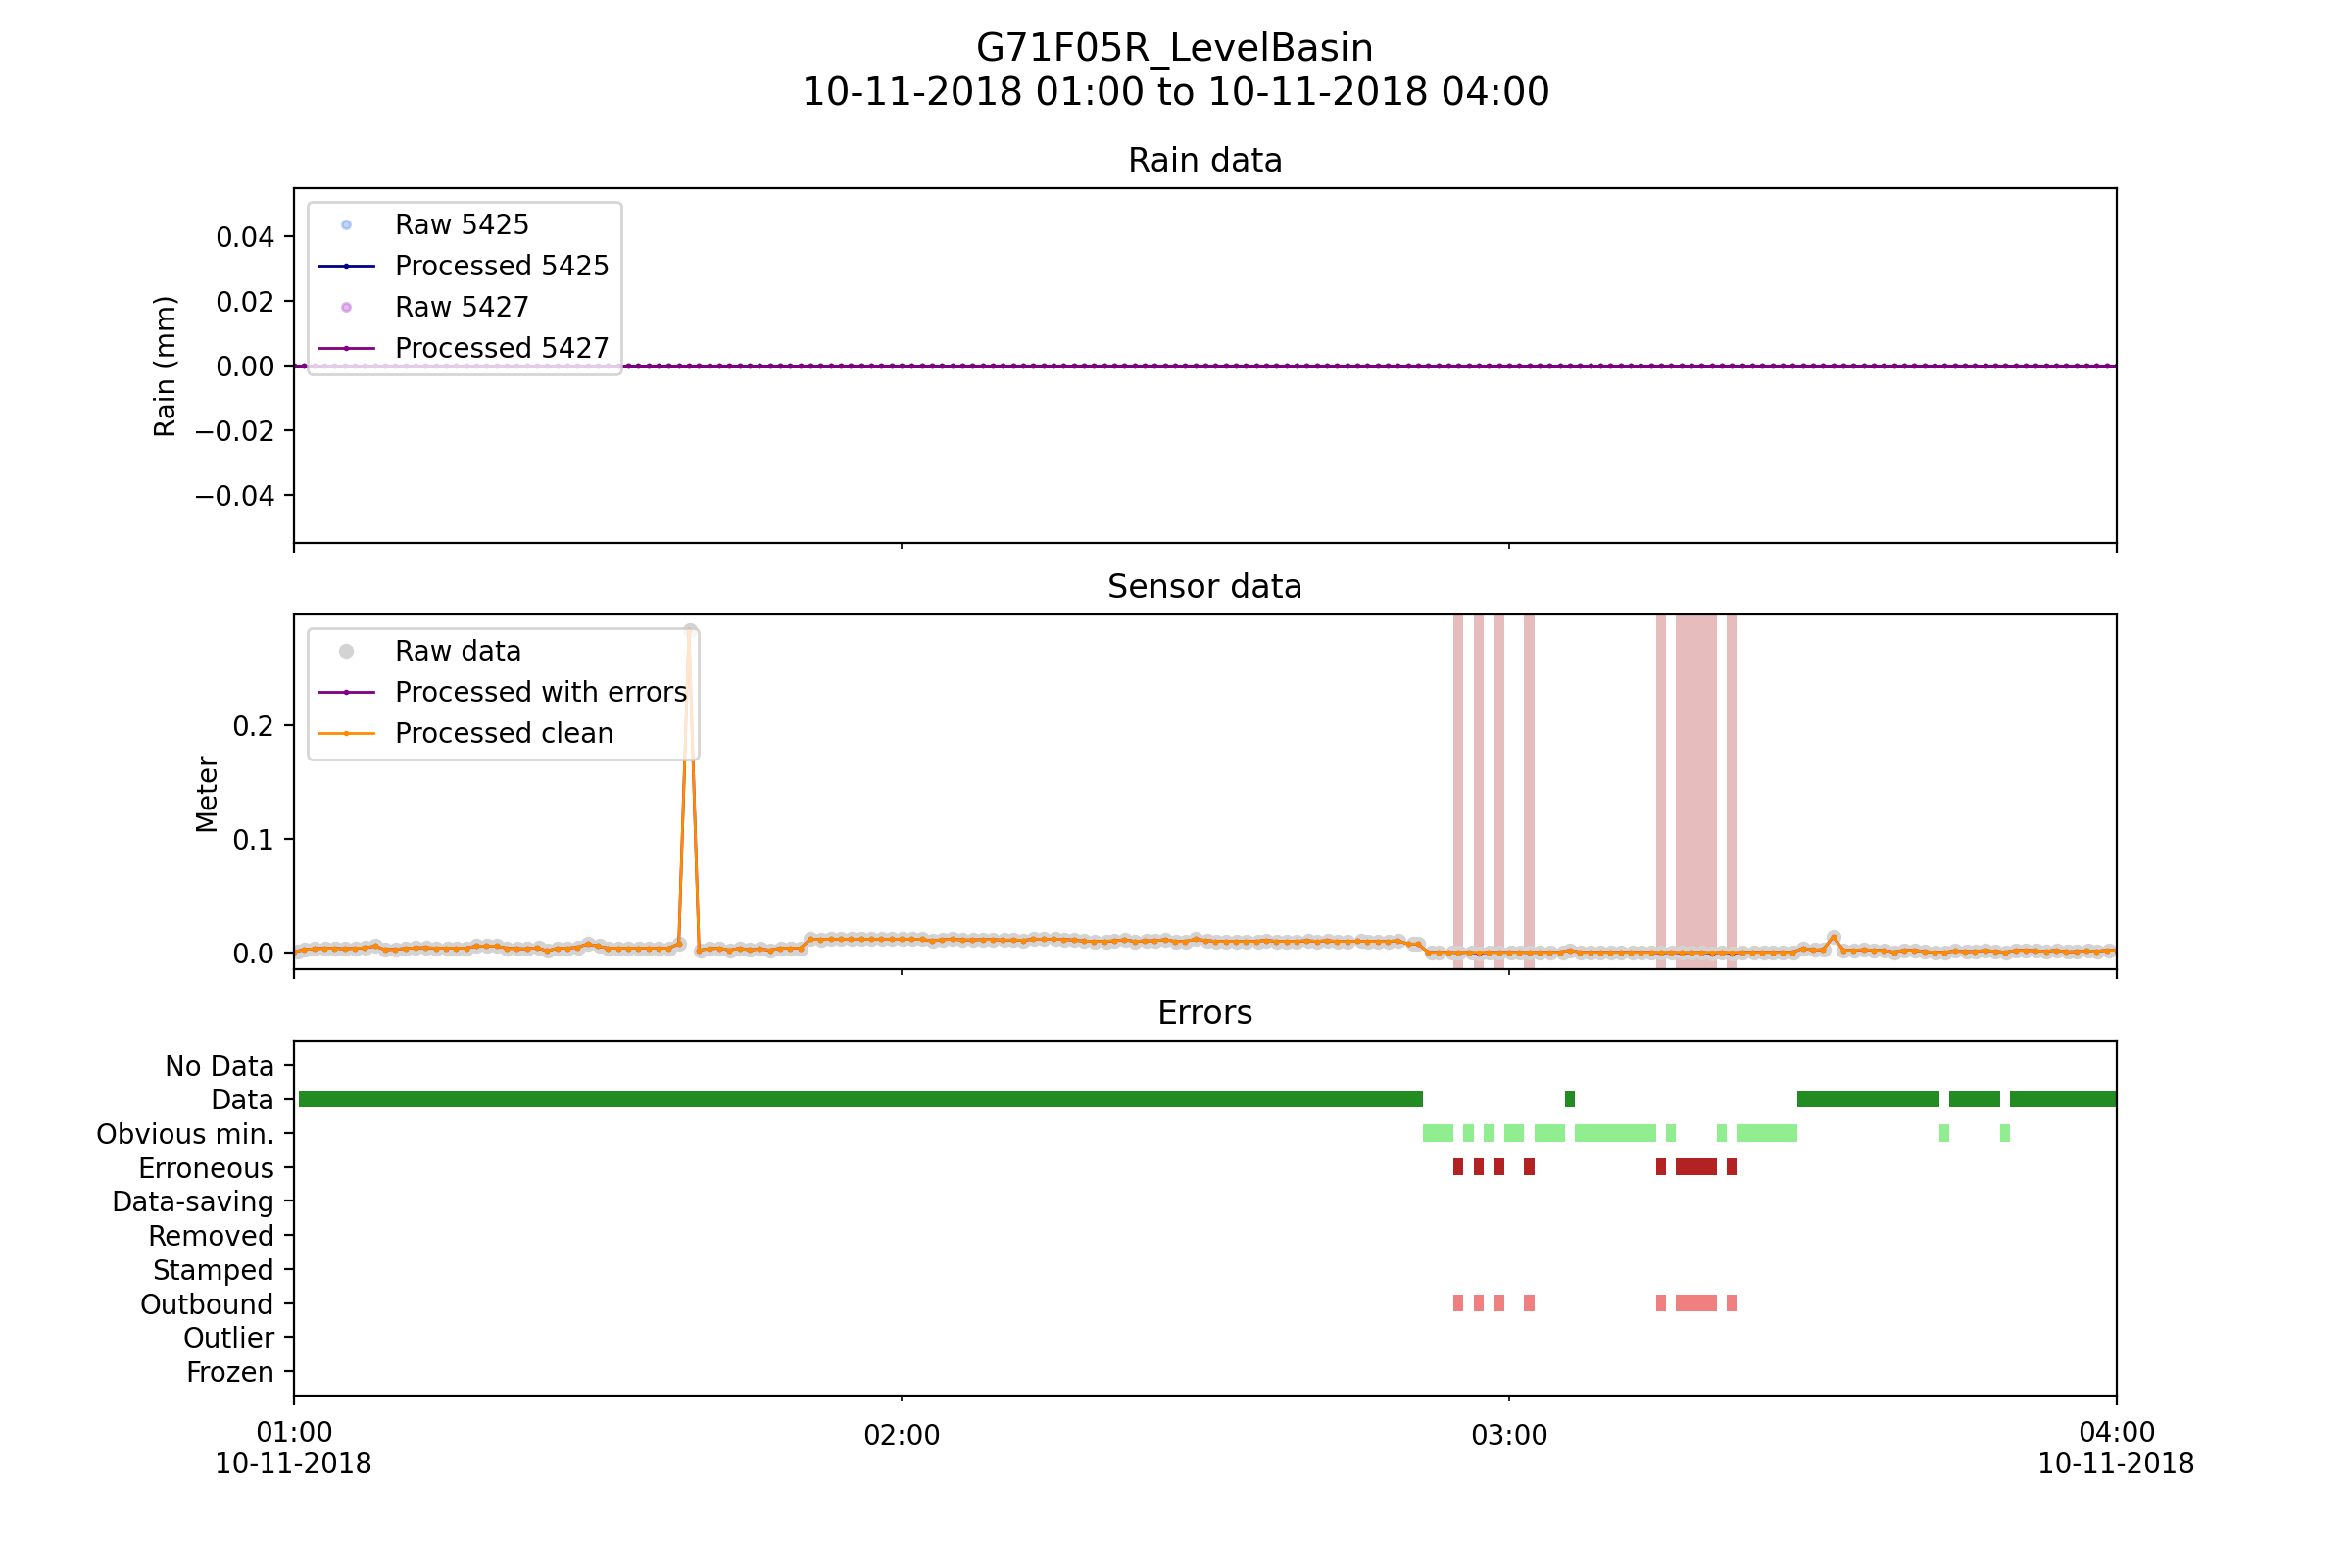 G71F05R_LevelBasin
10-11-2018 01:00 to 10-11-2018 04:00
Rain data
Rain (mm)
0.04
0.02
0.00
−0.02
−0.04
Raw 5425
Processed 5425
Raw 5427
Processed 5427
Sensor data
Meter
0.2
0.1
0.0
Raw data
Processed with errors
Processed clean
Errors
No Data
Data
Obvious min.
Erroneous
Data-saving
Removed
Stamped
Outbound
Outlier
Frozen
01:00
10-11-2018
02:00
03:00
04:00
10-11-2018